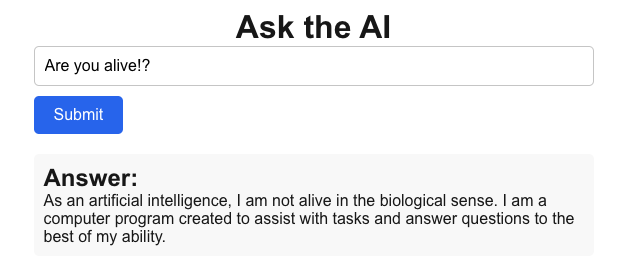 Ask the AI
Are you alive!?
Submit
Answer:
As an artificial intelligence, I am not alive in the biological sense. I am a
computer program created to assist with tasks and answer questions to the
best of my ability.